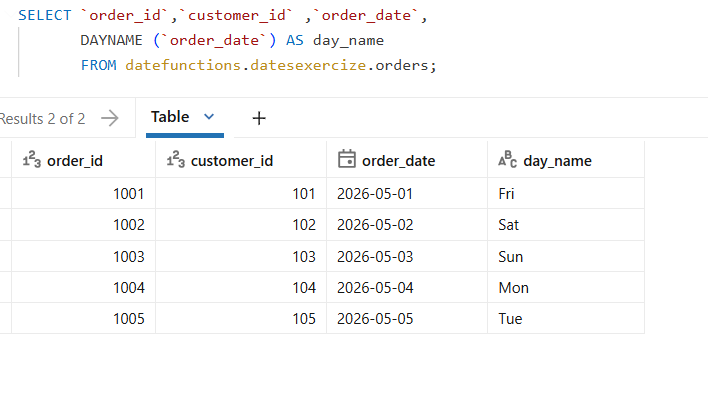 SELECT `order_id`,`customer_id` ,`order_date`,
DAYNAME (`order_date`) AS day_name
FROM datefunctions.datesexercize.orders;
Results 2 of 2 Table
order_id customer_id order_date day_name
1001 101 2026-05-01 Fri
1002 102 2026-05-02 Sat
1003 103 2026-05-03 Sun
1004 104 2026-05-04 Mon
1005 105 2026-05-05 Tue